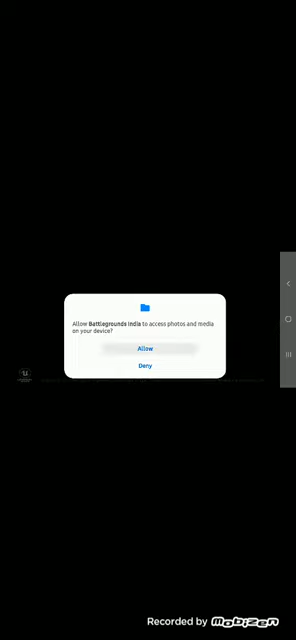 Allow Battlegrounds India to access photos and media
on your device?
Allow
Deny
Recorded by Mobizen